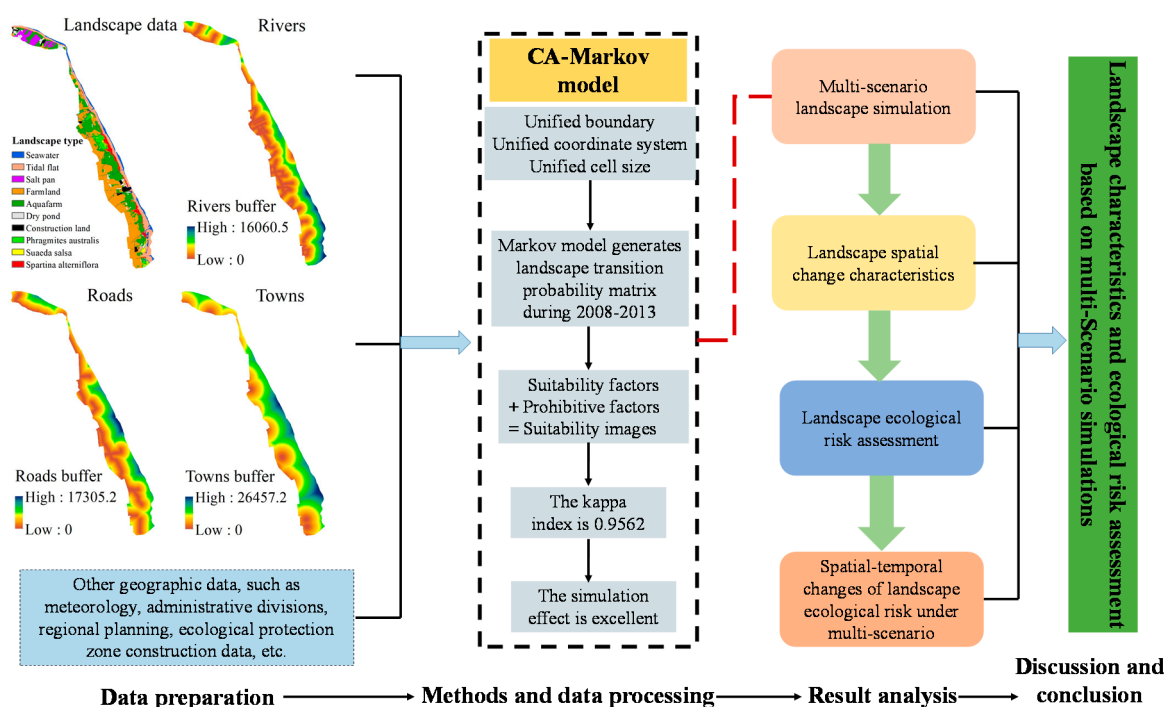 Landscape data
Rivers
Landscape type
Seawater
Tidal flat
Salt pan
Farmland
Aquafarm
Dry pond
Construction land
Phragmites australis
Suaeda salsa
Spartina alterniflora
Rivers buffer
High : 16060.5
Low : 0
Roads
Towns
Roads buffer
High : 17305.2
Low : 0
Towns buffer
High : 26457.2
Low : 0
Other geographic data, such as
meteorology, administrative divisions,
regional planning, ecological protection
zone construction data, etc.
CA-Markov
model
Unified boundary
Unified coordinate system
Unified cell size
Markov model generates
landscape transition
probability matrix
during 2008-2013
Suitability factors
+ Prohibitive factors
= Suitability images
The kappa
index is 0.9562
The simulation
effect is excellent
Multi-scenario
landscape simulation
Landscape spatial
change characteristics
Landscape ecological
risk assessment
Spatial-temporal
changes of landscape
ecological risk under
multi-scenario
Landscape characteristics and ecological risk assessment
based on multi-Scenario simulations
Data preparation
Methods and data processing
Result analysis
Discussion and
conclusion